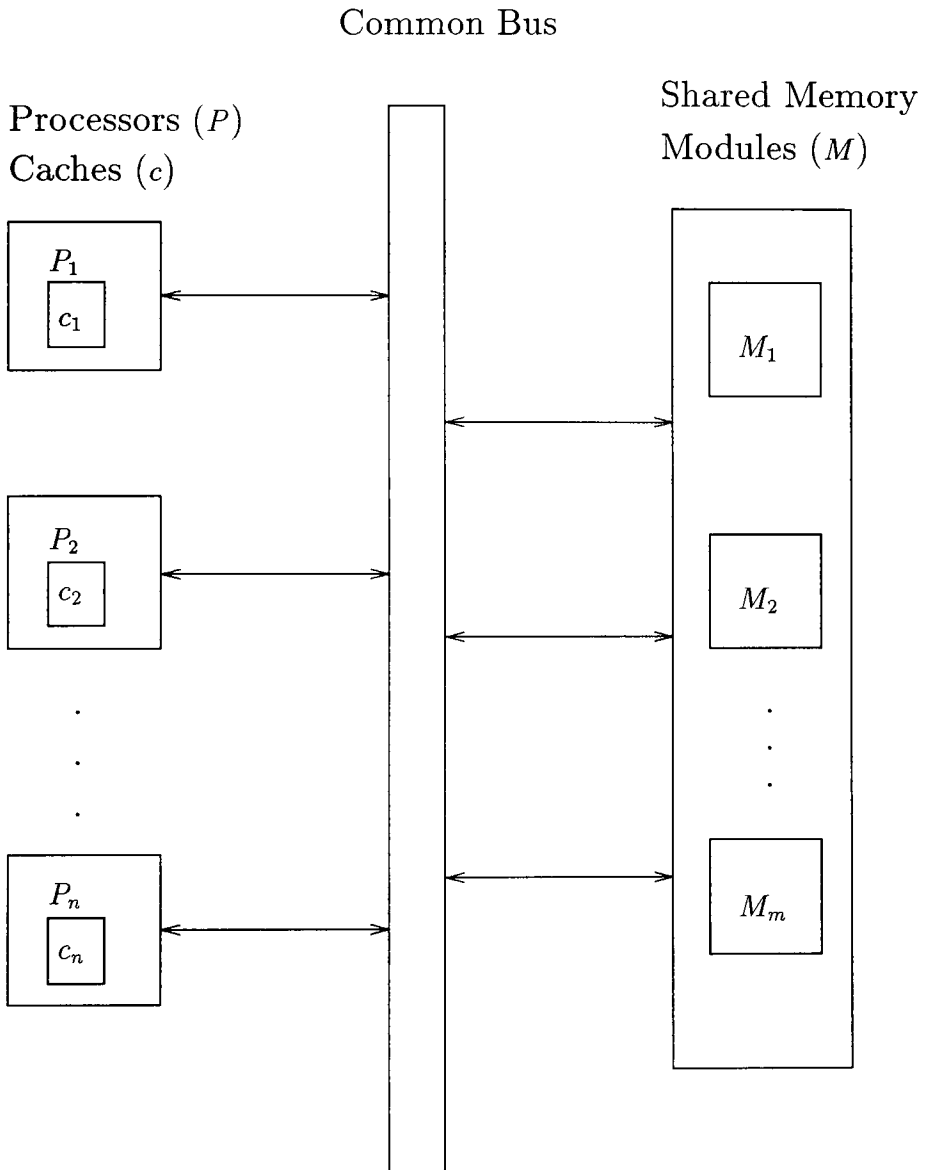 Common Bus
Processors (P)
Caches (c)
Shared Memory
Modules (M)
P₁
c₁
P₂
c₂
.
.
.
Pₙ
cₙ
M₁
M₂
.
.
.
Mₘ